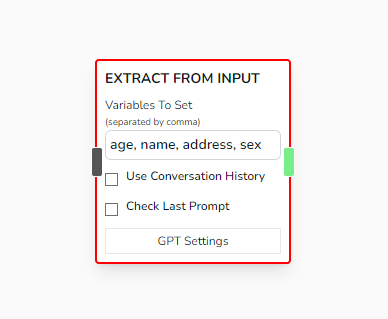 EXTRACT FROM INPUT
Variables To Set
(separated by comma)
age, name, address, sex
Use Conversation History
Check Last Prompt
GPT Settings